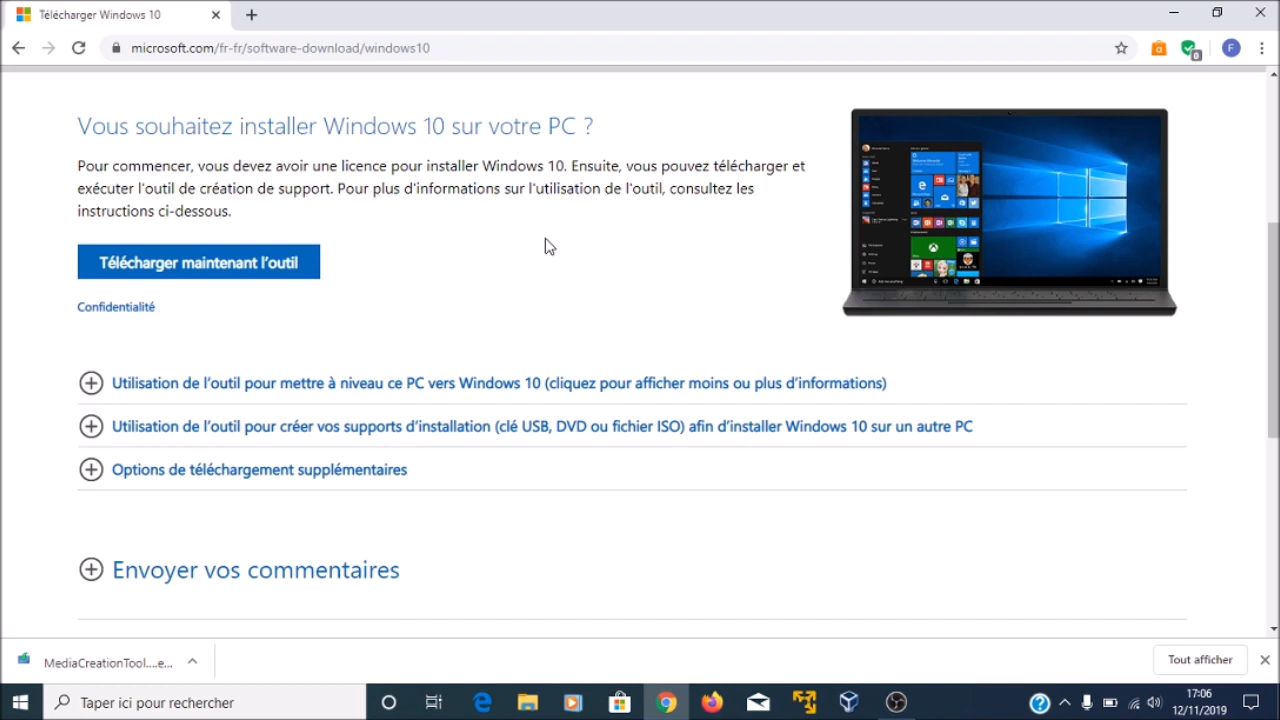 Télécharger Windows 10
microsoft.com/fr-fr/software-download/windows10
F
0
Vous souhaitez installer Windows 10 sur votre PC ?
Pour commencer, vous devez avoir une licence pour installer Windows 10. Ensuite, vous pouvez télécharger et
exécuter l'outil de création de support. Pour plus d'informations sur l'utilisation de l'outil, consultez les
instructions ci-dessous.
Télécharger maintenant l'outil
Confidentialité
Utilisation de l'outil pour mettre à niveau ce PC vers Windows 10 (cliquez pour afficher moins ou plus d'informations)
Utilisation de l'outil pour créer vos supports d'installation (clé USB, DVD ou fichier ISO) afin d'installer Windows 10 sur un autre PC
Options de téléchargement supplémentaires
Envoyer vos commentaires
MediaCreationTool....e...
Tout afficher
Taper ici pour rechercher
17:06
12/11/2019